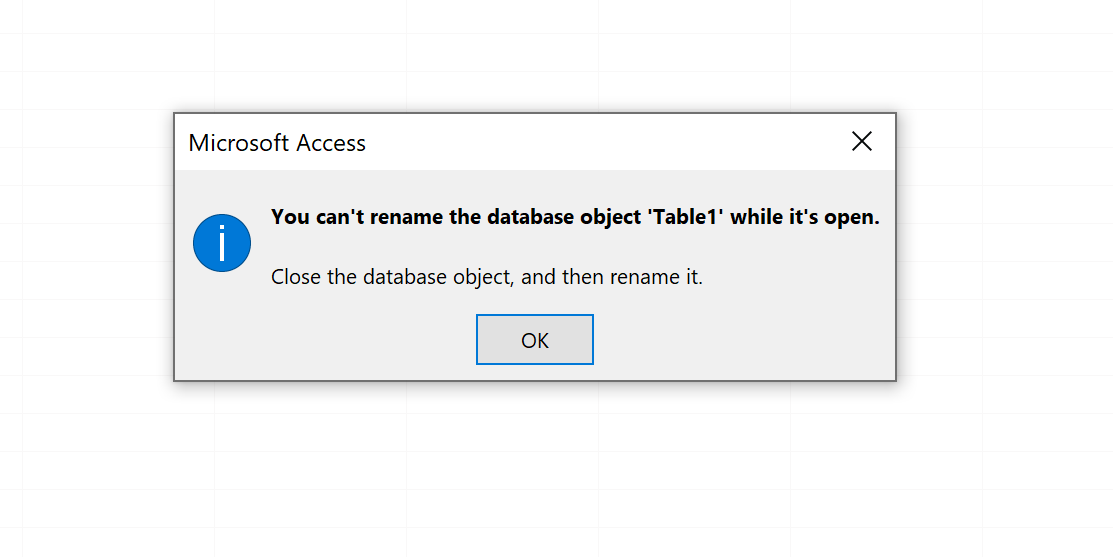 Microsoft Access
You can't rename the database object 'Table1' while it's open.
Close the database object, and then rename it.
OK